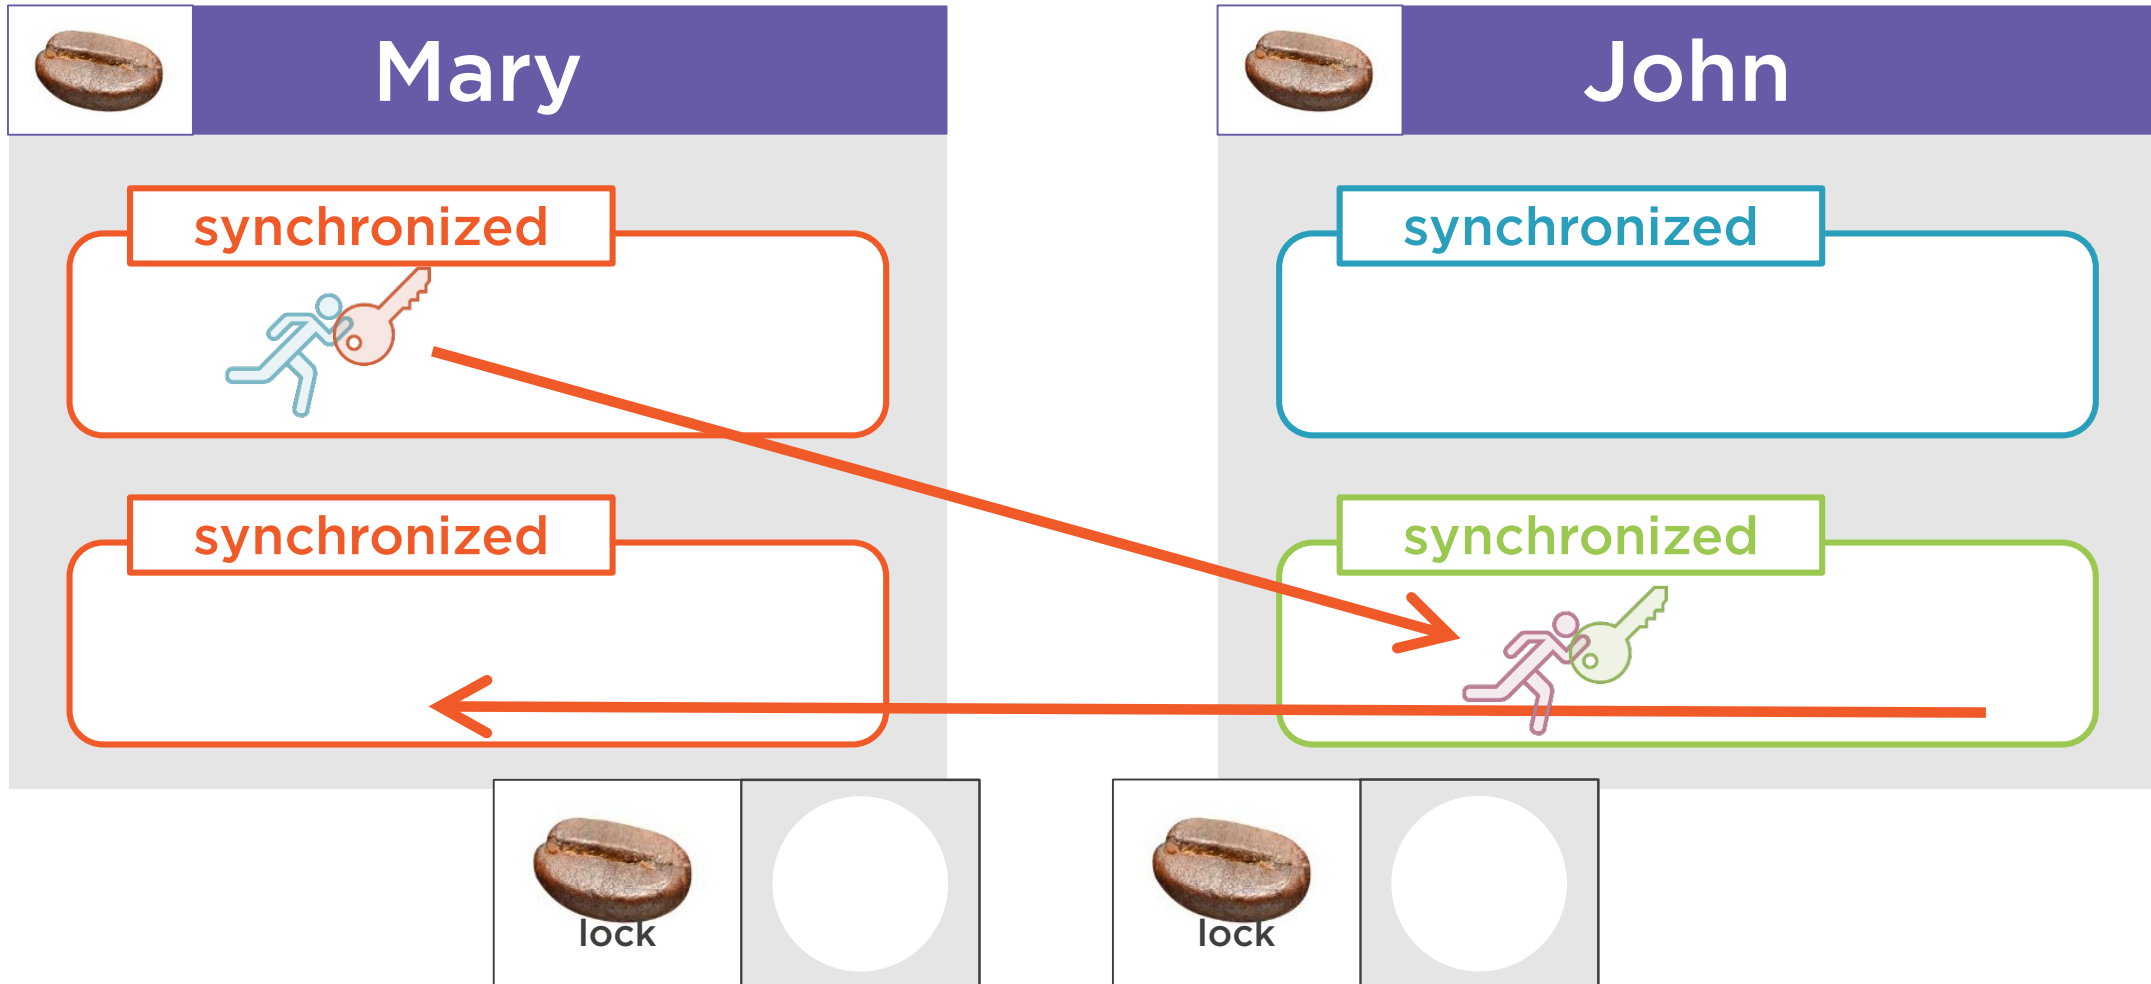 Mary
John
synchronized
synchronized
synchronized
synchronized
lock
lock